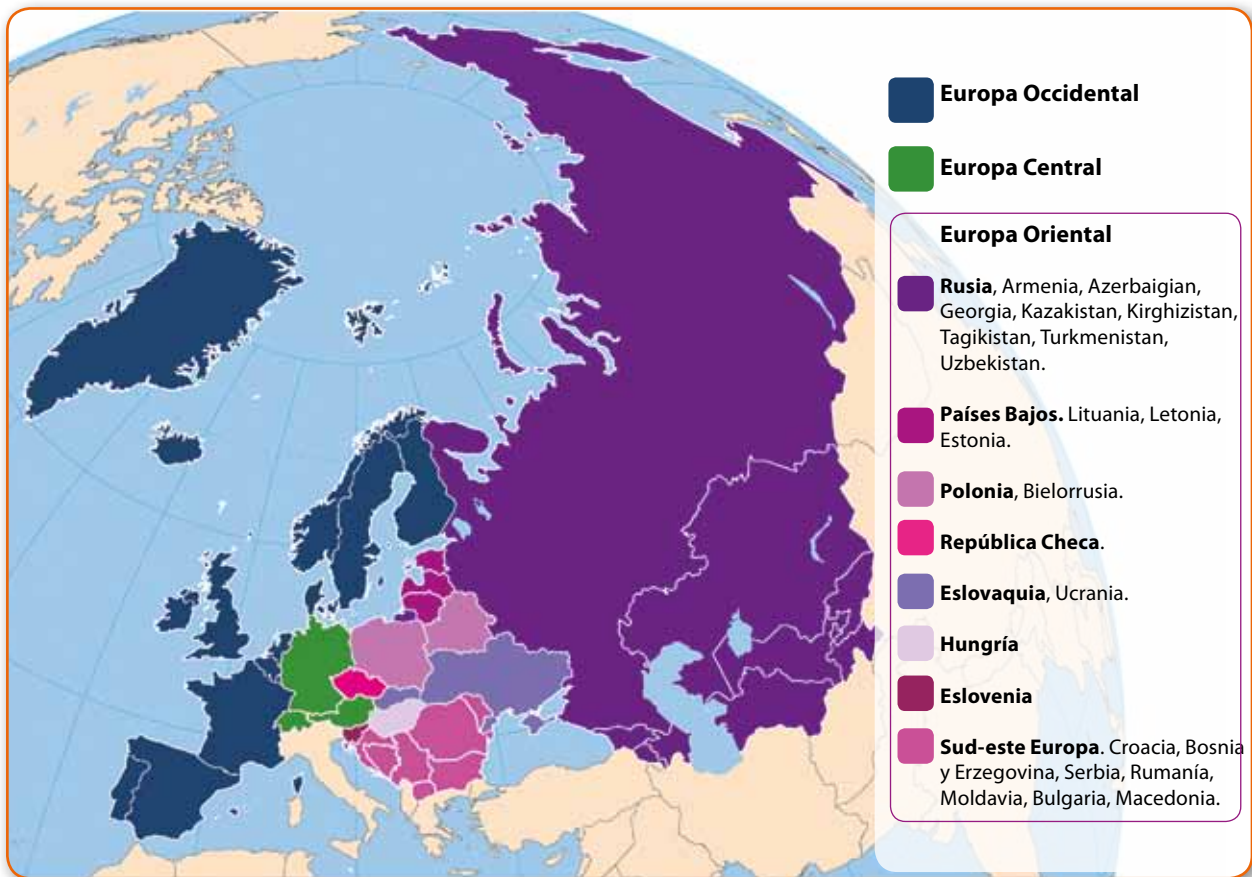 Europa Occidental
Europa Central
Europa Oriental
Rusia, Armenia, Azerbaigian,
Georgia, Kazakistan, Kirghizistan,
Tagikistan, Turkmenistan,
Uzbekistan.
Países Bajos. Lituania, Letonia,
Estonia.
Polonia, Bielorrusia.
República Checa.
Eslovaquia, Ucrania.
Hungría
Eslovenia
Sud-este Europa. Croacia, Bosnia
y Erzegovina, Serbia, Rumanía,
Moldavia, Bulgaria, Macedonia.